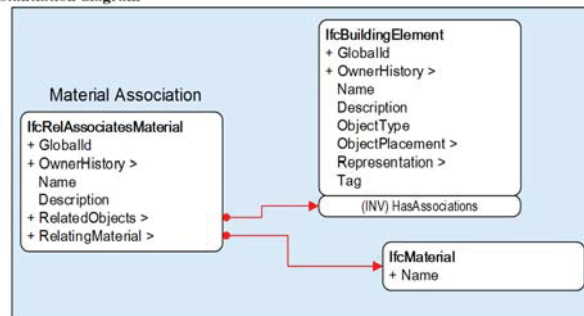 Material Association
IfcRelAssociatesMaterial
+ GlobalId
+ OwnerHistory >
Name
Description
+ RelatedObjects >
+ RelatingMaterial >
IfcBuildingElement
+ GlobalId
+ OwnerHistory >
Name
Description
ObjectType
ObjectPlacement >
Representation >
Tag
(INV) HasAssociations
IfcMaterial
+ Name